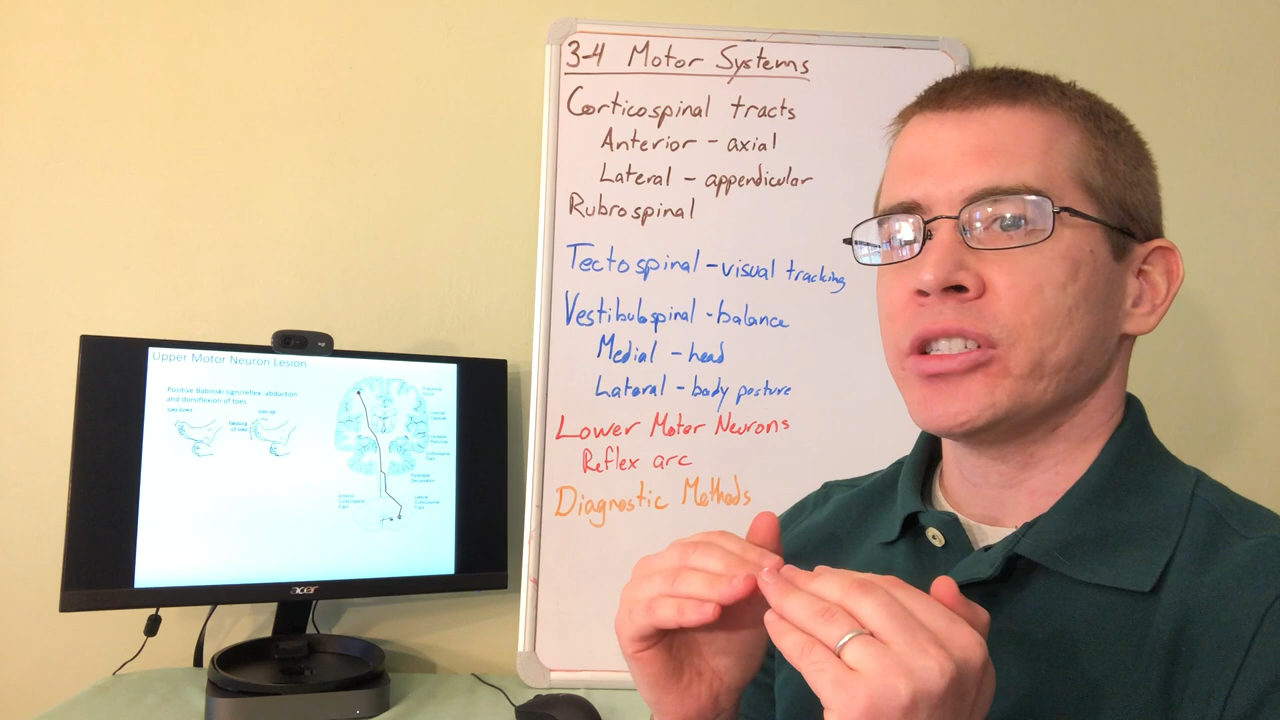 3-4 Motor Systems
Corticospinal tracts
Anterior - axial
Lateral - appendicular
Rubrospinal
Tectospinal - visual tracking
Vestibulospinal - balance
Medial - head
Lateral - body posture
Lower Motor Neurons
Reflex arc
Diagnostic Methods
Upper Motor Neuron Lesion
Positive Babinski sign/reflex: abduction
and dorsiflexion of toes
acer